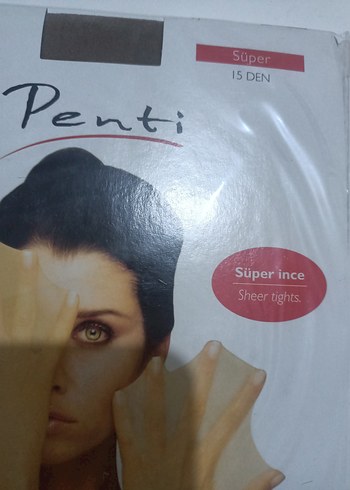 Süper
15 DEN
Penti
Süper ince
Sheer tights.